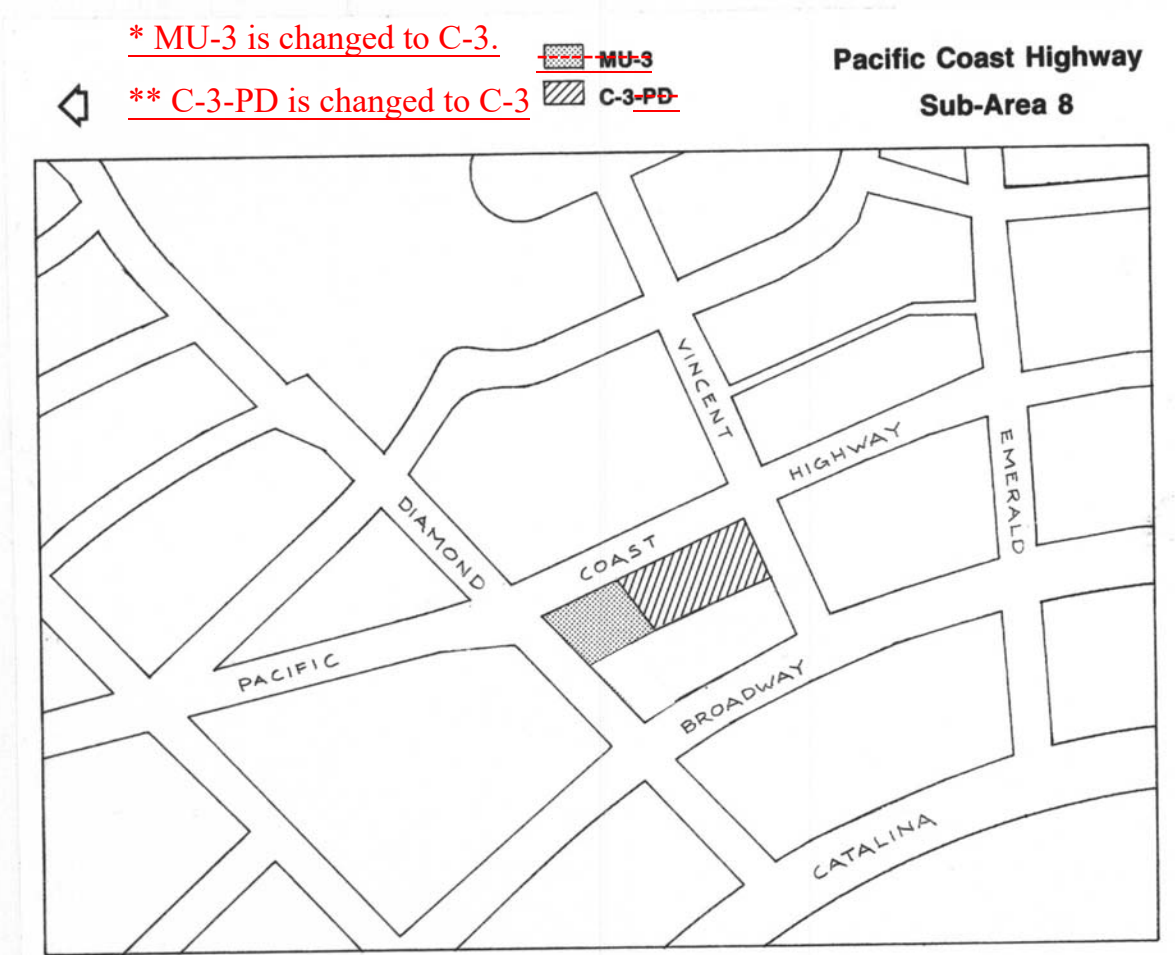 * MU-3 is changed to C-3.
MU-3
Pacific Coast Highway
** C-3-PD is changed to C-3
C-3-PD
Sub-Area 8
VINCENT
HIGHWAY
EMERALD
DIAMOND
COAST
PACIFIC
BROADWAY
CATALINA